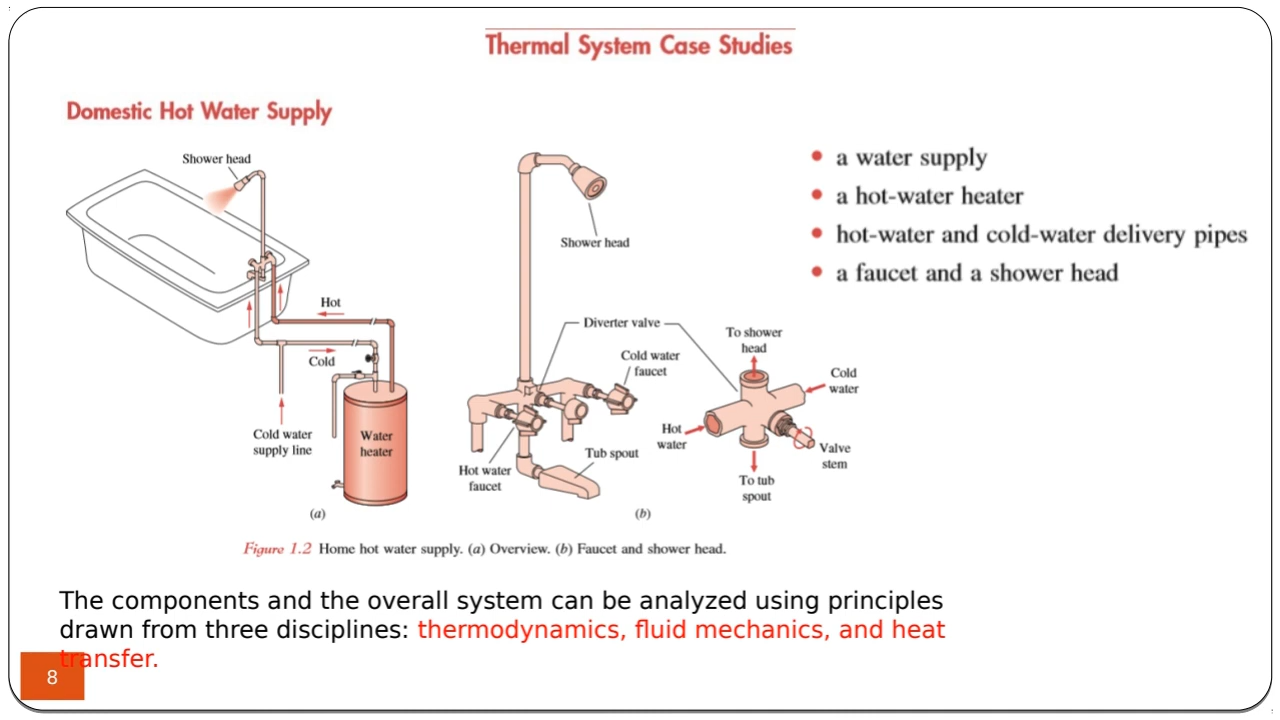 Thermal System Case Studies
Domestic Hot Water Supply
Shower head
Hot
Cold
Cold water
supply line
Water
heater
(a)
Shower head
Diverter valve
Cold water
faucet
Hot water
faucet
Tub spout
To shower
head
Cold
water
Hot
water
Valve
stem
To tub
spout
(b)
Figure 1.2 Home hot water supply. (a) Overview. (b) Faucet and shower head.
• a water supply
• a hot-water heater
• hot-water and cold-water delivery pipes
• a faucet and a shower head
The components and the overall system can be analyzed using principles
drawn from three disciplines: thermodynamics, fluid mechanics, and heat
transfer.
8